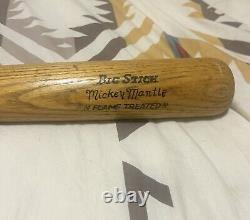 BIG STICK
Mickey Mantle
"FLAME TREATED"